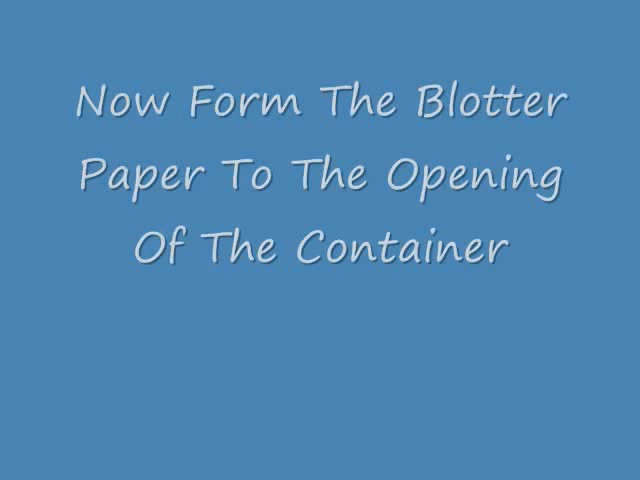 Now Form The Blotter
Paper To The Opening
Of The Container